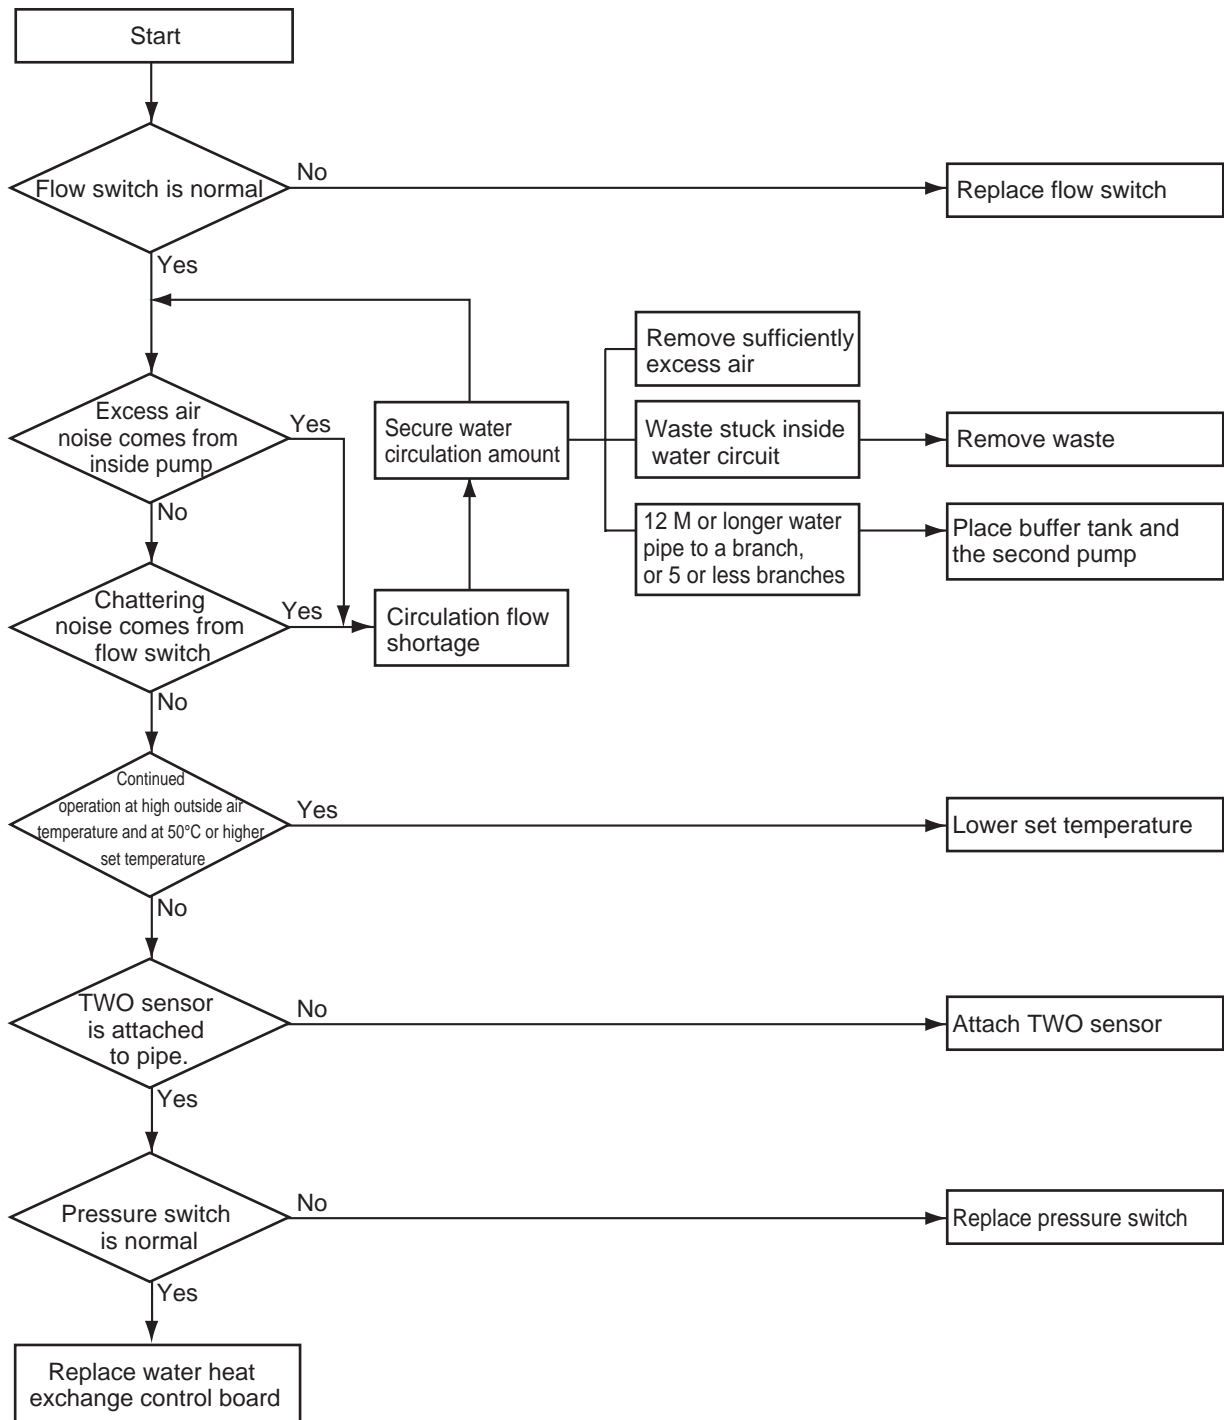 Start
Flow switch is normal
No
Replace flow switch
Yes
Excess air
noise comes from
inside pump
Yes
No
Secure water
circulation amount
Remove sufficiently
excess air
Waste stuck inside
water circuit
Remove waste
12 M or longer water
pipe to a branch,
or 5 or less branches
Place buffer tank and
the second pump
Chattering
noise comes from
flow switch
Yes
Circulation flow
shortage
No
Continued
operation at high outside air
temperature and at 50°C or higher
set temperature
Yes
Lower set temperature
No
TWO sensor
is attached
to pipe.
No
Attach TWO sensor
Yes
Pressure switch
is normal
No
Replace pressure switch
Yes
Replace water heat
exchange control board